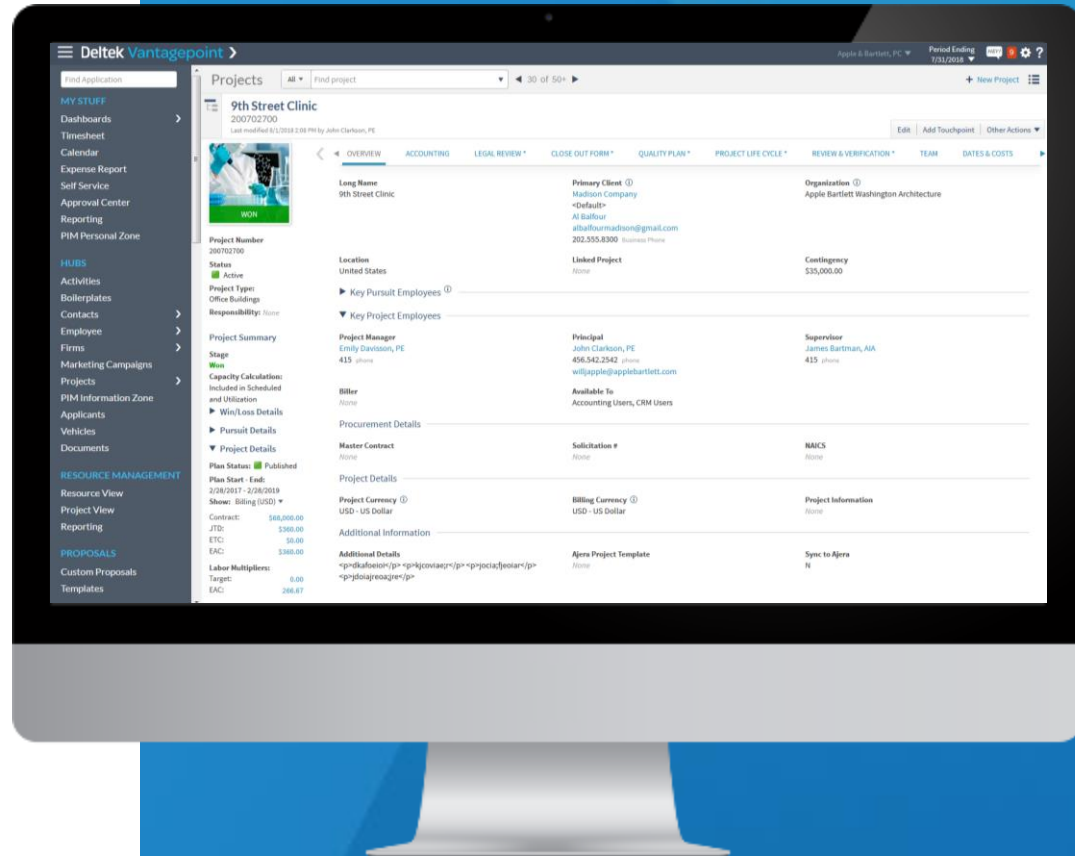 Deltek Vantagepoint
Apple & Bartlett, PC
Period Ending
7/31/2018
HEY!
9
?
Find Application
MY STUFF
Dashboards
Timesheet
Calendar
Expense Report
Self Service
Approval Center
Reporting
PIM Personal Zone
HUBS
Activities
Boilerplates
Contacts
Employee
Firms
Marketing Campaigns
Projects
PIM Information Zone
Applicants
Vehicles
Documents
RESOURCE MANAGEMENT
Resource View
Project View
Reporting
PROPOSALS
Custom Proposals
Templates
Projects
All
Find project
30 of 50+
+ New Project
9th Street Clinic
200702700
Last modified 8/1/2018 2:00 PM by John Clarkson, PE
Edit
Add Touchpoint
Other Actions
WON
Project Number
200702700
Status
Active
Project Type:
Office Buildings
Responsibility: None
Project Summary
Stage
Won
Capacity Calculation:
Included in Scheduled
and Utilization
Win/Loss Details
Pursuit Details
Project Details
Plan Status: Published
Plan Start - End:
2/28/2017 - 2/28/2019
Show: Billing (USD)
Contract: $68,000.00
JTD: $360.00
ETC: $0.00
EAC: $360.00
Labor Multipliers:
Target: 0.00
EAC: 266.67
OVERVIEW
ACCOUNTING
LEGAL REVIEW *
CLOSE OUT FORM *
QUALITY PLAN *
PROJECT LIFE CYCLE *
REVIEW & VERIFICATION *
TEAM
DATES & COSTS
Long Name
9th Street Clinic
Primary Client
Madison Company
<Default>
Al Balfour
albalfourmadison@gmail.com
202.555.8300 Business Phone
Organization
Apple Bartlett Washington Architecture
Location
United States
Linked Project
None
Contingency
$35,000.00
Key Pursuit Employees
Key Project Employees
Project Manager
Emily Davisson, PE
415 phone
Principal
John Clarkson, PE
456.542.2542 phone
willjapple@applebartlett.com
Supervisor
James Bartman, AIA
415 phone
Biller
None
Available To
Accounting Users, CRM Users
Procurement Details
Master Contract
None
Solicitation #
None
NAICS
None
Project Details
Project Currency
USD - US Dollar
Billing Currency
USD - US Dollar
Project Information
None
Additional Information
Additional Details
<p>dkafoeioi</p> <p>kjcoviae;r</p> <p>jocia;fjeoiar</p>
<p>jdoiajreoa;jre</p>
Ajera Project Template
None
Sync to Ajera
N